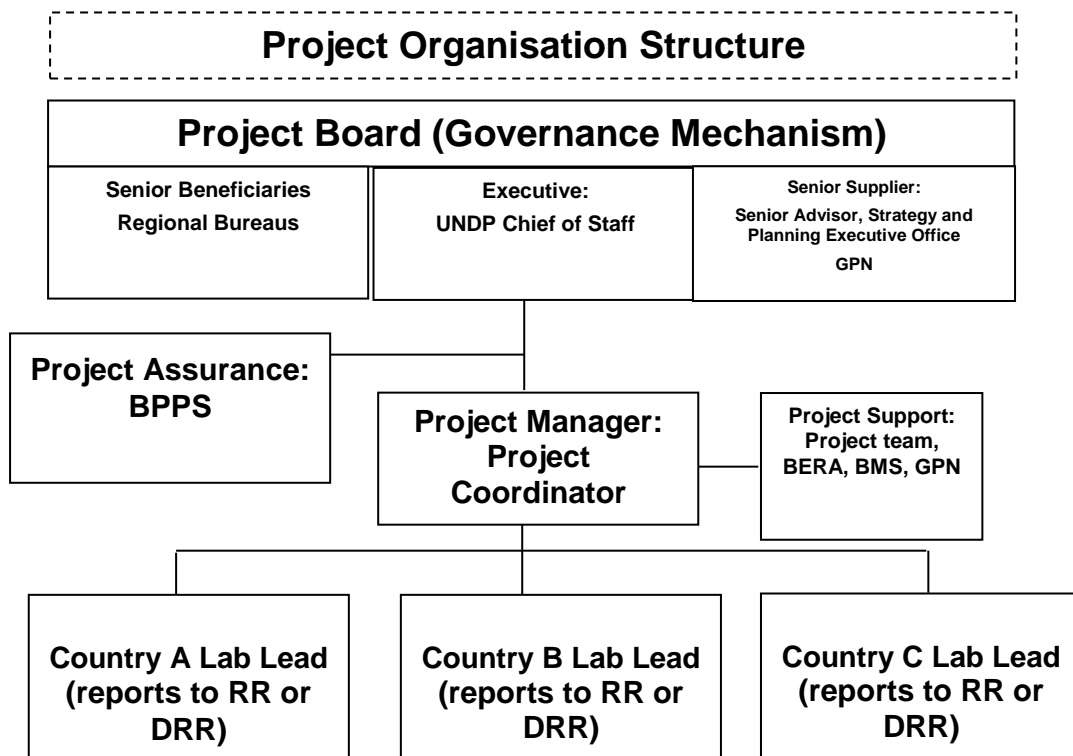 Project Organisation Structure
Project Board (Governance Mechanism)
Senior Beneficiaries
Regional Bureaus
Executive:
UNDP Chief of Staff
Senior Supplier:
Senior Advisor, Strategy and
Planning Executive Office
GPN
Project Assurance:
BPPS
Project Manager:
Project
Coordinator
Project Support:
Project team,
BERA, BMS, GPN
Country A Lab Lead
(reports to RR or
DRR)
Country B Lab Lead
(reports to RR or
DRR)
Country C Lab Lead
(reports to RR or
DRR)